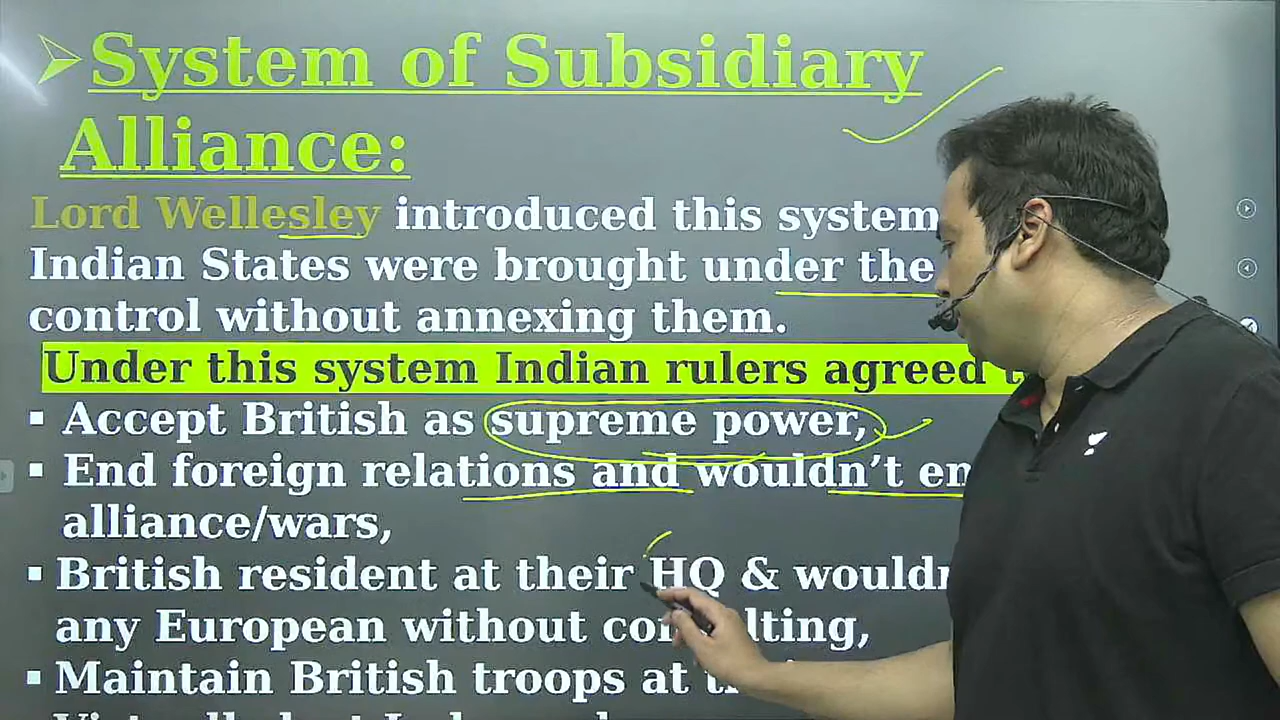 System of Subsidiary
Alliance:
Lord Wellesley introduced this system
Indian States were brought under the
control without annexing them.
Under this system Indian rulers agreed
▪ Accept British as supreme power,
▪ End foreign relations and wouldn't
alliance/wars,
▪ British resident at their HQ &
any European without consulting,
▪ Maintain British troops at